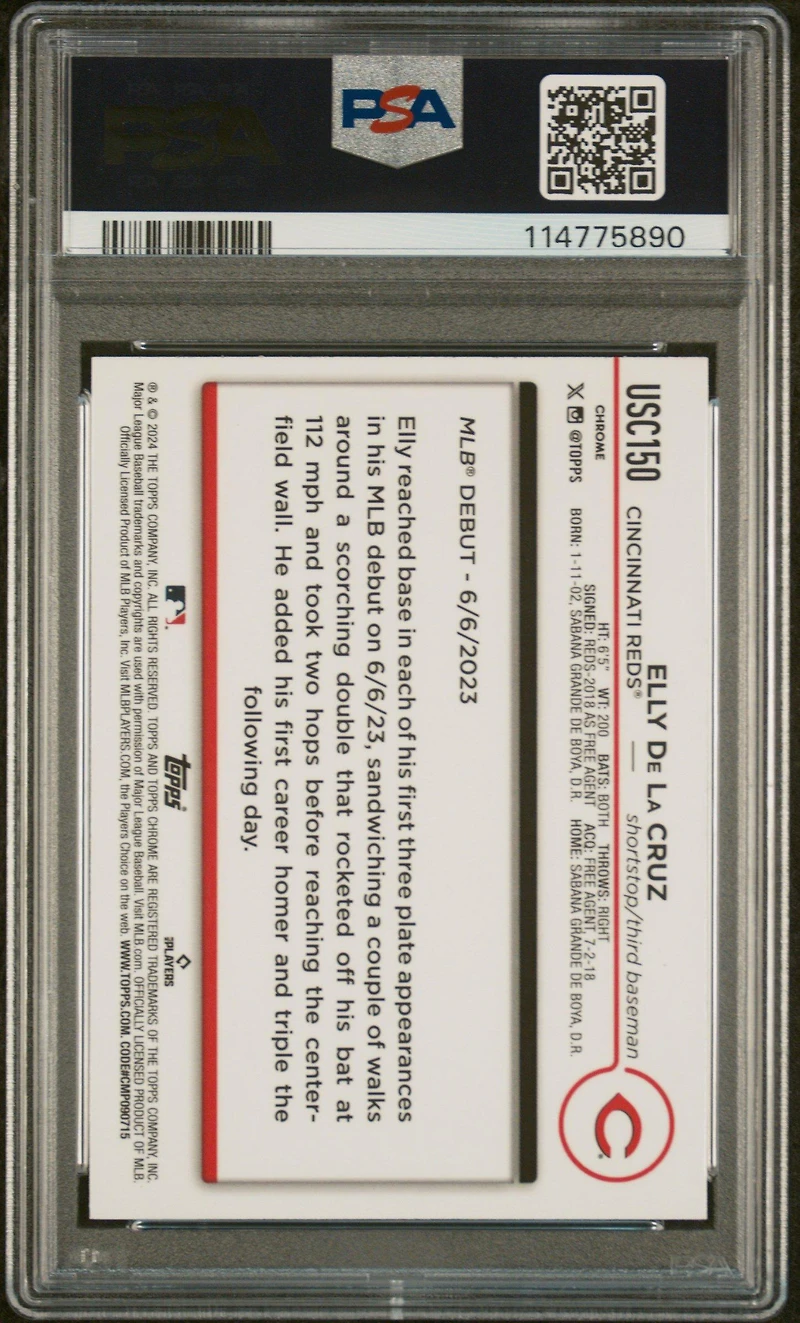 PSA
114775890
USC150
ELLY DE LA CRUZ
CINCINNATI REDS® — shortstop/third baseman
CHROME
HT: 6'5" WT: 200 BATS: BOTH THROWS: RIGHT
SIGNED: REDS-2018 AS FREE AGENT ACQ: FREE AGENT, 7-2-18
X @TOPPS BORN: 1-11-02, SABANA GRANDE DE BOYA, D.R. HOME: SABANA GRANDE DE BOYA, D.R.
C
MLB® DEBUT - 6/6/2023
Elly reached base in each of his first three plate appearances
in his MLB debut on 6/6/23, sandwiching a couple of walks
around a scorching double that rocketed off his bat at
112 mph and took two hops before reaching the center-
field wall. He added his first career homer and triple the
following day.
topps®
PLAYERS
® & © 2024 THE TOPPS COMPANY, INC. ALL RIGHTS RESERVED. TOPPS AND TOPPS CHROME ARE REGISTERED TRADEMARKS OF THE TOPPS COMPANY, INC.
Major League Baseball trademarks and copyrights are used with permission of Major League Baseball. Visit MLB.com. OFFICIALLY LICENSED PRODUCT OF MLB.
Officially Licensed Product of MLB Players, Inc. Visit MLBPLAYERS.COM, the Players Choice on the web. WWW.TOPPS.COM. CODE#CMP090715
PSA